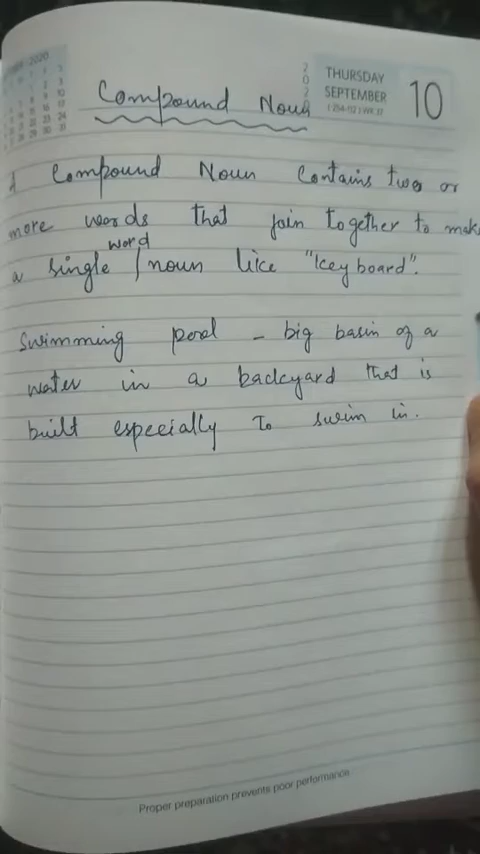 2020
THURSDAY
SEPTEMBER
10
Compound Noun
A Compound Noun Contains two or
more words that join together to make
word
a single / noun like "keyboard".
Swimming pool - big basin of a
water in a backyard that is
built especially to swim in.
Proper preparation prevents poor performance